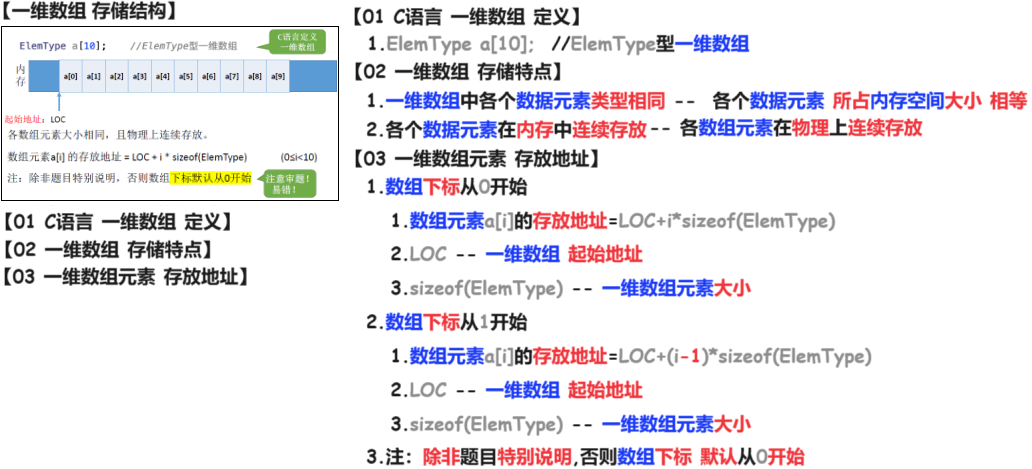 【一维数组 存储结构】
ElemType a[10]; //ElemType型一维数组
C语言定义
一维数组
内存
a[0] a[1] a[2] a[3] a[4] a[5] a[6] a[7] a[8] a[9]
起始地址：LOC
各数组元素大小相同，且物理上连续存放。
数组元素a[i] 的存放地址 = LOC + i * sizeof(ElemType) (0≤i<10)
注：除非题目特别说明，否则数组下标默认从0开始
注意审题！
易错！
【01 C语言 一维数组 定义】
【02 一维数组 存储特点】
【03 一维数组元素 存放地址】
【01 C语言 一维数组 定义】
1.ElemType a[10]; //ElemType型一维数组
【02 一维数组 存储特点】
1.一维数组中各个数据元素类型相同 -- 各个数据元素 所占内存空间大小 相等
2.各个数据元素在内存中连续存放-- 各数组元素在物理上连续存放
【03 一维数组元素 存放地址】
1.数组下标从0开始
1.数组元素a[i]的存放地址=LOC+i*sizeof(ElemType)
2.LOC -- 一维数组 起始地址
3.sizeof(ElemType) -- 一维数组元素大小
2.数组下标从1开始
1.数组元素a[i]的存放地址=LOC+(i-1)*sizeof(ElemType)
2.LOC -- 一维数组 起始地址
3.sizeof(ElemType) -- 一维数组元素大小
3.注: 除非题目特别说明,否则数组下标 默认从0开始